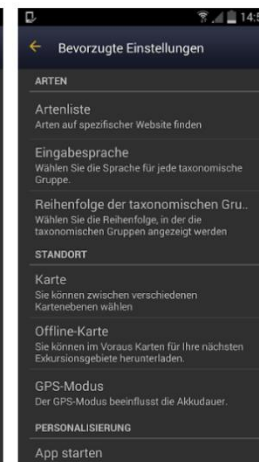 14:5
Bevorzugte Einstellungen
ARTEN
Artenliste
Arten auf spezifischer Website finden
Eingabesprache
Wählen Sie die Sprache für jede taxonomische
Gruppe.
Reihenfolge der taxonomischen Gru..
Wählen Sie die Reihenfolge, in der die
taxonomischen Gruppen angezeigt werden
STANDORT
Karte
Sie können zwischen verschiedenen
Kartenebenen wählen
Offline-Karte
Sie können im Voraus Karten für Ihre nächsten
Exkursionsgebiete herunterladen.
GPS-Modus
Der GPS-Modus beeinflusst die Akkudauer.
PERSONALISIERUNG
App starten